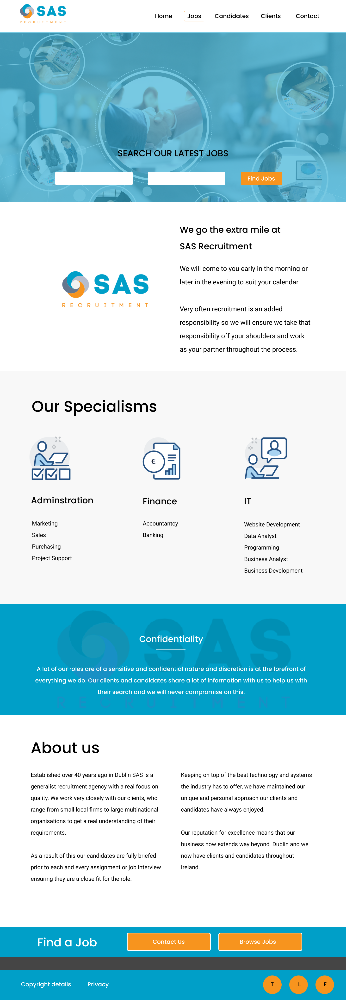 SAS
RECRUITMENT
Home Jobs Candidates Clients Contact
SEARCH OUR LATEST JOBS
Find Jobs
We go the extra mile at
SAS Recruitment
We will come to you early in the morning or
later in the evening to suit your calendar.
Very often recruitment is an added
responsibility so we will ensure we take that
responsibility off your shoulders and work
as your partner throughout the process.
SAS
RECRUITMENT
Our Specialisms
€
Adminstration
Marketing
Sales
Purchasing
Project Support
Finance
Accountantcy
Banking
IT
Website Development
Data Analyst
Programming
Business Analyst
Business Development
SAS
Confidentiality
A lot of our roles are of a sensitive and confidential nature and discretion is at the forefront of
everything we do. Our clients and candidates share a lot of information with us to help us with
their search and we will never compromise on this.
RECRUITMENT
About us
Established over 40 years ago in Dublin SAS is a
generalist recruitment agency with a real focus on
quality. We work very closely with our clients, who
range from small local firms to large multinational
organisations to get a real understanding of their
requirements.
As a result of this our candidates are fully briefed
prior to each and every assignment or job interview
ensuring they are a close fit for the role.
Keeping on top of the best technology and systems
the industry has to offer, we have maintained our
unique and personal approach our clients and
candidates have always enjoyed.
Our reputation for excellence means that our
business now extends way beyond  Dublin and we
now have clients and candidates throughout
Ireland.
Find a Job
Contact Us
Browse Jobs
Copyright details Privacy
T L F